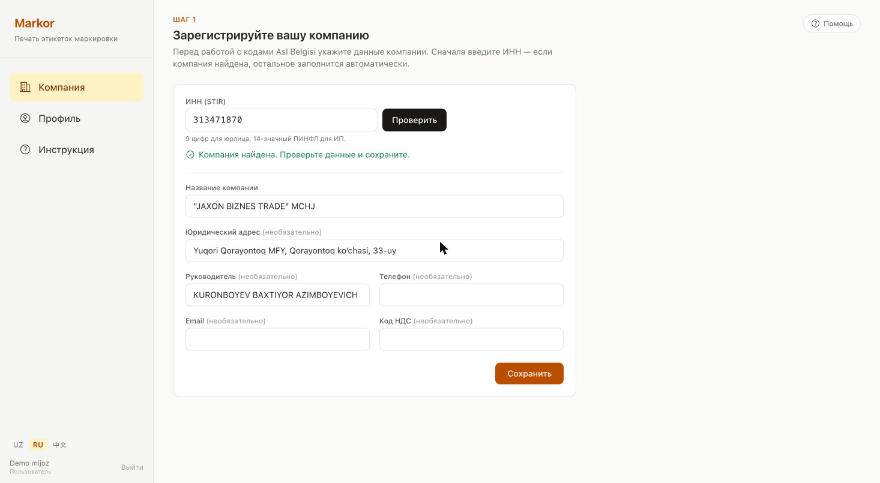 Markor
Печать этикеток маркировки
Компания
Профиль
Инструкция
UZ RU 中文
Demo mijoz
Пользователь
Выйти
ШАГ 1
Зарегистрируйте вашу компанию
Перед работой с кодами Asl Belgisi укажите данные компании. Сначала введите ИНН — если
компания найдена, остальное заполнится автоматически.
Помощь
ИНН (STIR)
313471870
Проверить
9 цифр для юрлица, 14-значный ПИНФЛ для ИП.
Компания найдена. Проверьте данные и сохраните.
Название компании
"JAXON BIZNES TRADE" MCHJ
Юридический адрес (необязательно)
Yuqori Qorayontoq MFY, Qorayontoq ko'chasi, 33-uy
Руководитель (необязательно)
KURONBOYEV BAXTIYOR AZIMBOYEVICH
Телефон (необязательно)
Email (необязательно)
Код НДС (необязательно)
Сохранить